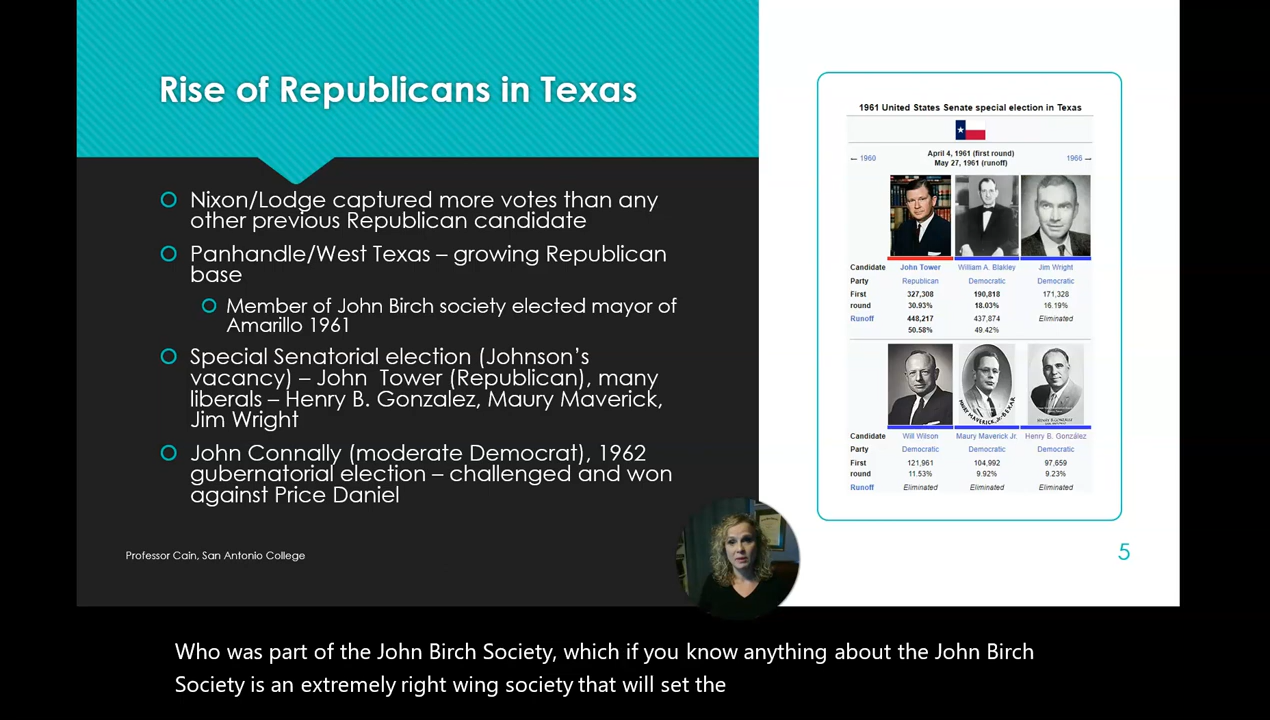 Rise of Republicans in Texas
Nixon/Lodge captured more votes than any
other previous Republican candidate
Panhandle/West Texas – growing Republican
base
Member of John Birch society elected mayor of
Amarillo 1961
Special Senatorial election (Johnson's
vacancy) – John Tower (Republican), many
liberals – Henry B. Gonzalez, Maury Maverick,
Jim Wright
John Connally (moderate Democrat), 1962
gubernatorial election – challenged and won
against Price Daniel
Professor Cain, San Antonio College
1961 United States Senate special election in Texas
← 1960
April 4, 1961 (first round)
May 27, 1961 (runoff)
1966 →
Candidate John Tower William A. Blakley Jim Wright
Party Republican Democratic Democratic
First 327,308 190,818 171,328
round 30.93% 18.03% 16.19%
Runoff 448,217 437,874 Eliminated
50.58% 49.42%
MAURY MAVERICK, JR. BEXAR
Candidate Will Wilson Maury Maverick Jr. Henry B. González
Party Democratic Democratic Democratic
First 121,961 104,992 97,659
round 11.53% 9.92% 9.23%
Runoff Eliminated Eliminated Eliminated
5
Who was part of the John Birch Society, which if you know anything about the John Birch
Society is an extremely right wing society that will set the